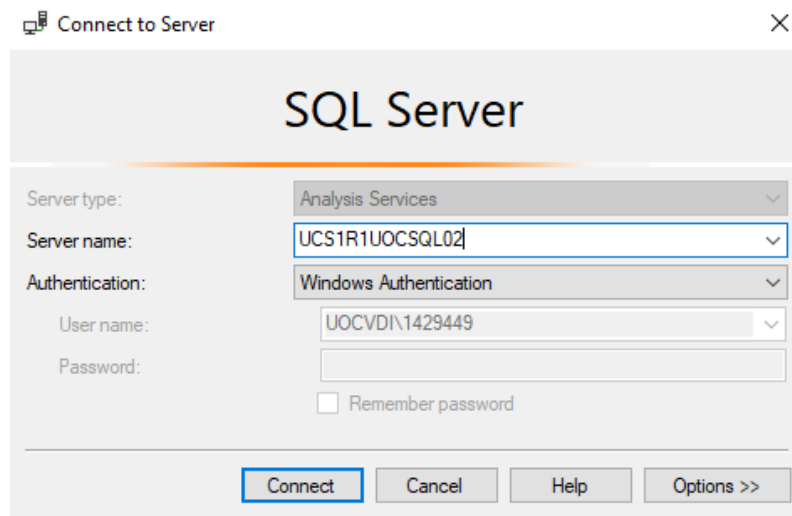 Connect to Server
SQL Server
Server type: Analysis Services
Server name: UCS1R1UOCSQL02
Authentication: Windows Authentication
User name: UOCVDI\1429449
Password:
Remember password
Connect Cancel Help Options >>